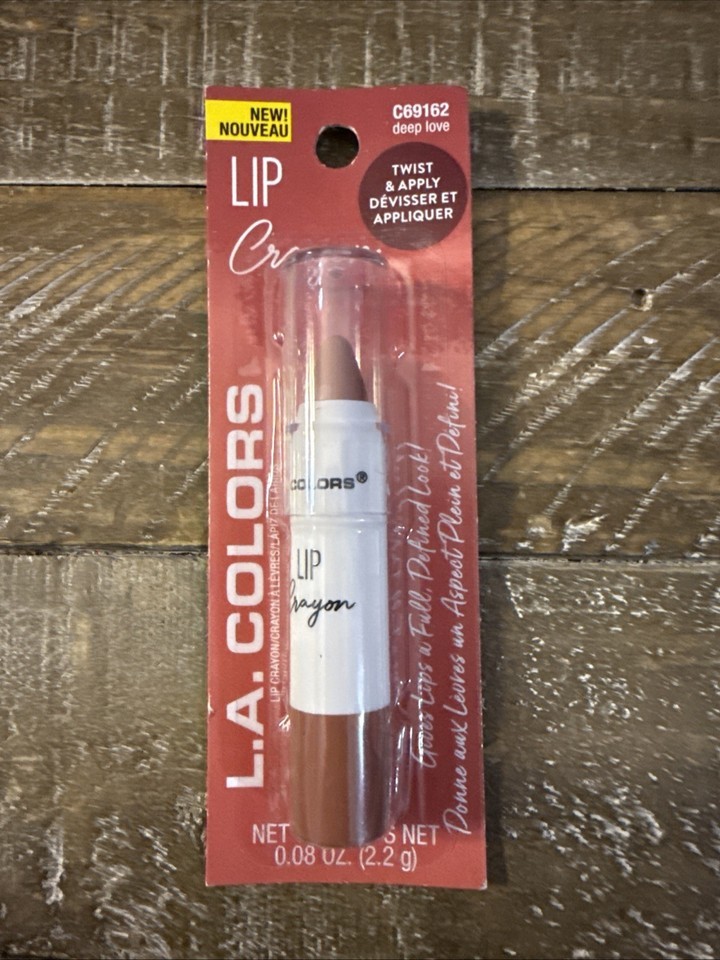 NEW!
NOUVEAU
C69162
deep love
LIP
TWIST
& APPLY
DÉVISSER ET
APPLIQUER
L.A. COLORS
LIP CRAYON/CRAYON À LÈVRES/LÁPIZ DE LABIOS
COLORS®
LIP
Crayon
Gives Lips a Full, Defined Look!
Donne aux Lèvres un Aspect Plein et Défini!
NET S NET
0.08 OZ. (2.2 g)